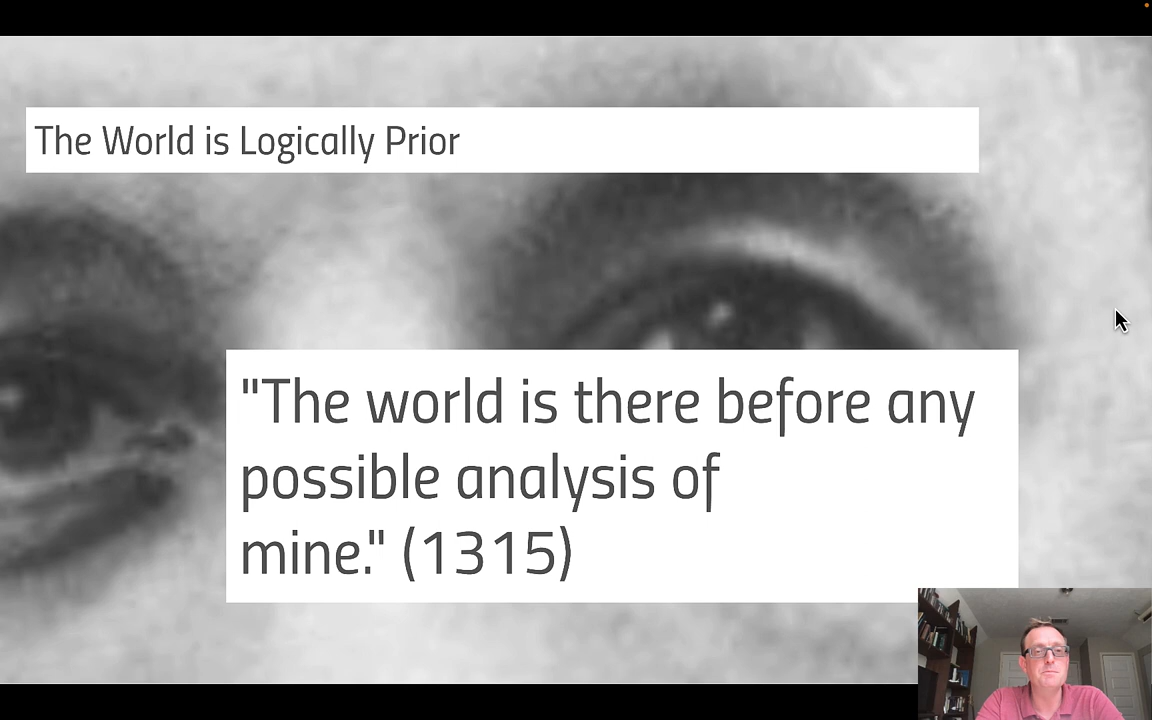 The World is Logically Prior
"The world is there before any
possible analysis of
mine." (1315)